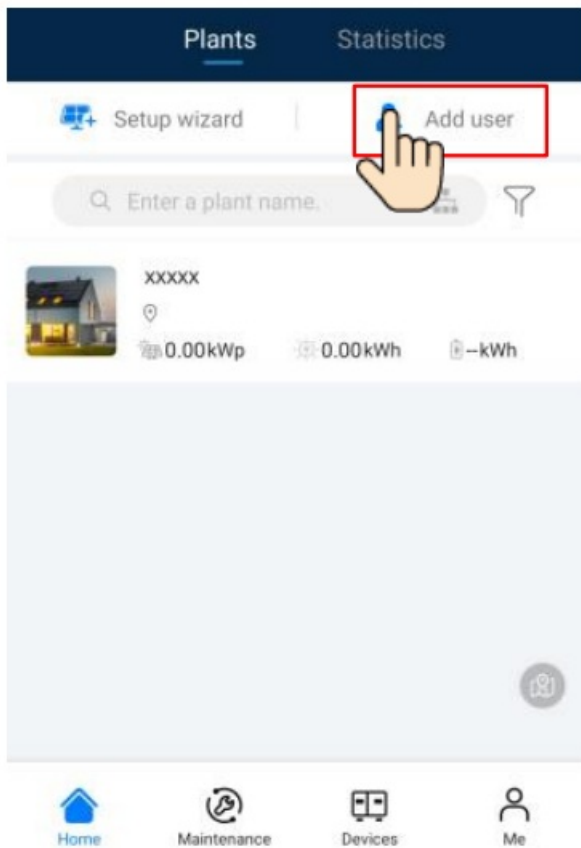 Plants Statistics
Setup wizard Add user
Enter a plant name.
xxxxx
0.00kWp 0.00kWh --kWh
Home Maintenance Devices Me